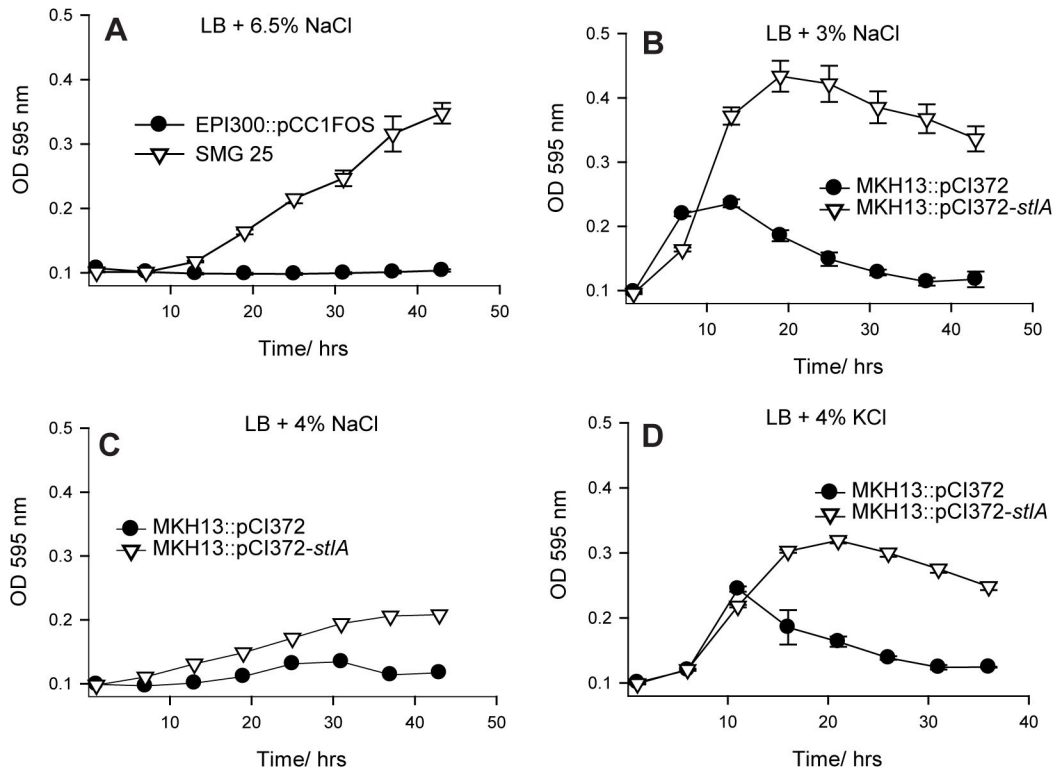 A
LB + 6.5% NaCl
OD 595 nm
0.5
0.4
0.3
0.2
0.1
EPI300::pCC1FOS
SMG 25
10
20
30
40
50
Time/ hrs
B
LB + 3% NaCl
OD 595 nm
0.5
0.4
0.3
0.2
0.1
MKH13::pCI372
MKH13::pCI372-stlA
10
20
30
40
50
Time/ hrs
C
LB + 4% NaCl
OD 595 nm
0.5
0.4
0.3
0.2
0.1
MKH13::pCI372
MKH13::pCI372-stlA
10
20
30
40
50
Time/ hrs
D
LB + 4% KCl
OD 595 nm
0.5
0.4
0.3
0.2
0.1
MKH13::pCI372
MKH13::pCI372-stlA
10
20
30
40
Time/ hrs